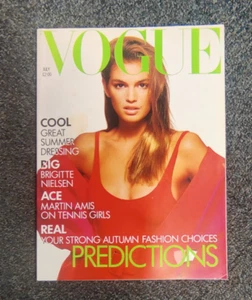 VOGUE
COOL
GREAT
SUMMER
DRESSING
BIG
BRIGITTE
NIELSEN
ACE
MARTIN AMIS
ON TENNIS GIRLS
REAL
YOUR STRONG AUTUMN FASHION CHOICES
PREDICTIONS